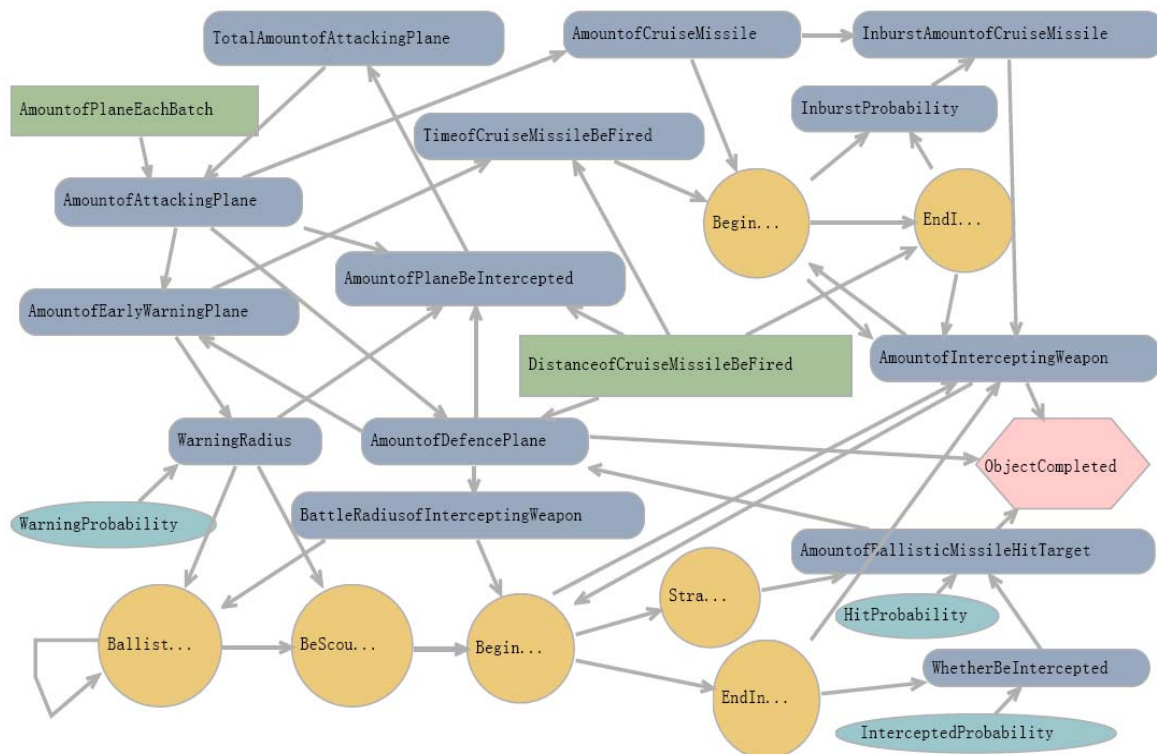 TotalAmountofAttackingPlane
AmountofCruiseMissile
InburstAmountofCruiseMissile
AmountofPlaneEachBatch
InburstProbability
TimeofCruiseMissileBeFired
AmountofAttackingPlane
Begin...
EndI...
AmountofPlaneBeIntercepted
AmountofEarlyWarningPlane
DistanceofCruiseMissileBeFired
AmountofInterceptingWeapon
WarningRadius
AmountofDefencePlane
ObjectCompleted
WarningProbability
BattleRadiusofInterceptingWeapon
AmountofBallisticMissileHitTarget
Stra...
HitProbability
Ballist...
BeScou...
Begin...
WhetherBeIntercepted
EndIn...
InterceptedProbability